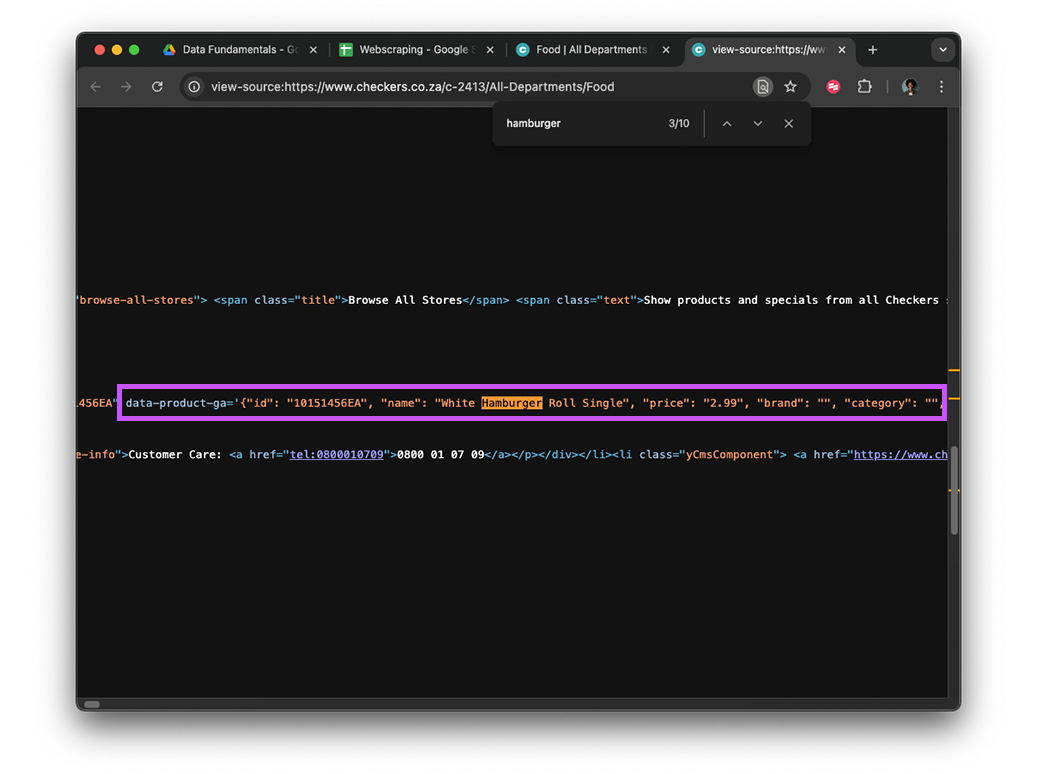 Data Fundamentals - Go
Webscraping - Google S
Food | All Departments
view-source:https://www
view-source:https://www.checkers.co.za/c-2413/All-Departments/Food
hamburger 3/10
"browse-all-stores"> <span class="title">Browse All Stores</span> <span class="text">Show products and specials from all Checkers
1456EA" data-product-ga='{"id": "10151456EA", "name": "White Hamburger Roll Single", "price": "2.99", "brand": "", "category": "",
e-info">Customer Care: <a href="tel:0800010709">0800 01 07 09</a></p></div></li><li class="yCmsComponent"> <a href="https://www.ch